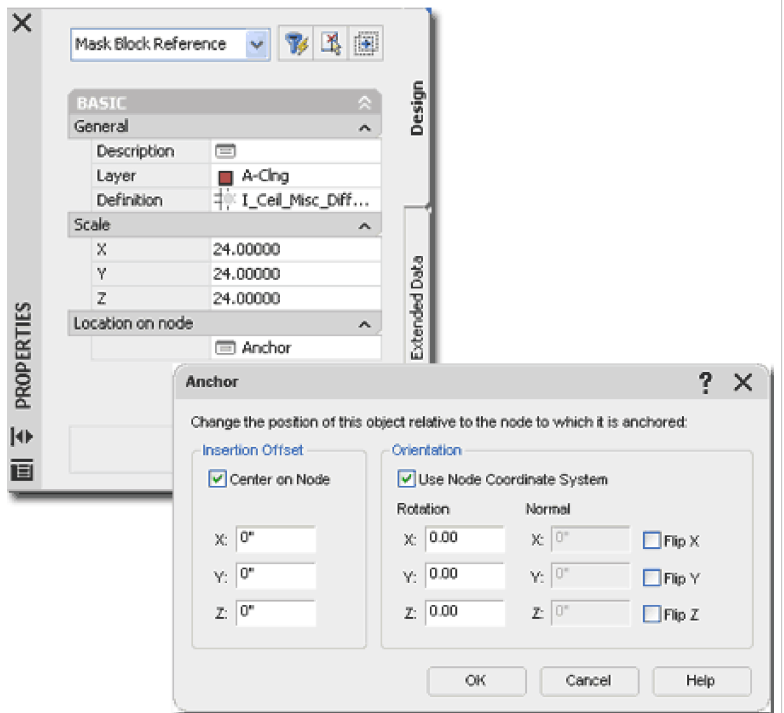 Mask Block Reference
BASIC
General
Description
Layer A-Clng
Definition I_Ceil_Misc_Diff...
Scale
X 24.00000
Y 24.00000
Z 24.00000
Location on node
Anchor
Design
Extended Data
PROPERTIES
Anchor
Change the position of this object relative to the node to which it is anchored:
Insertion Offset
Center on Node
X: 0"
Y: 0"
Z: 0"
Orientation
Use Node Coordinate System
Rotation Normal
X: 0.00 X: 0" Flip X
Y: 0.00 Y: 0" Flip Y
Z: 0.00 Z: 0" Flip Z
OK Cancel Help